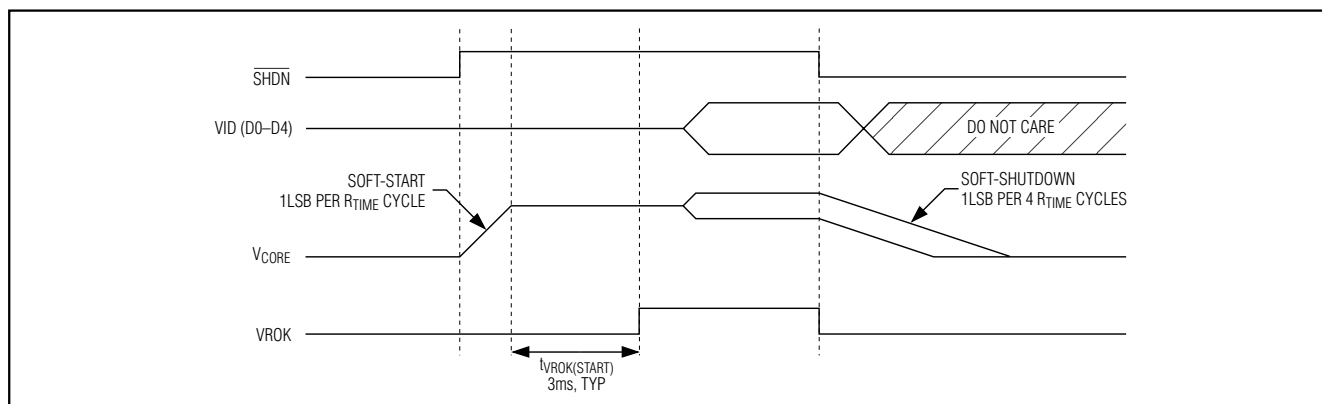 SHDN
VID (D0–D4)
DO NOT CARE
SOFT-START
1LSB PER RTIME CYCLE
SOFT-SHUTDOWN
1LSB PER 4 RTIME CYCLES
VCORE
VROK
tVROK(START)
3ms, TYP